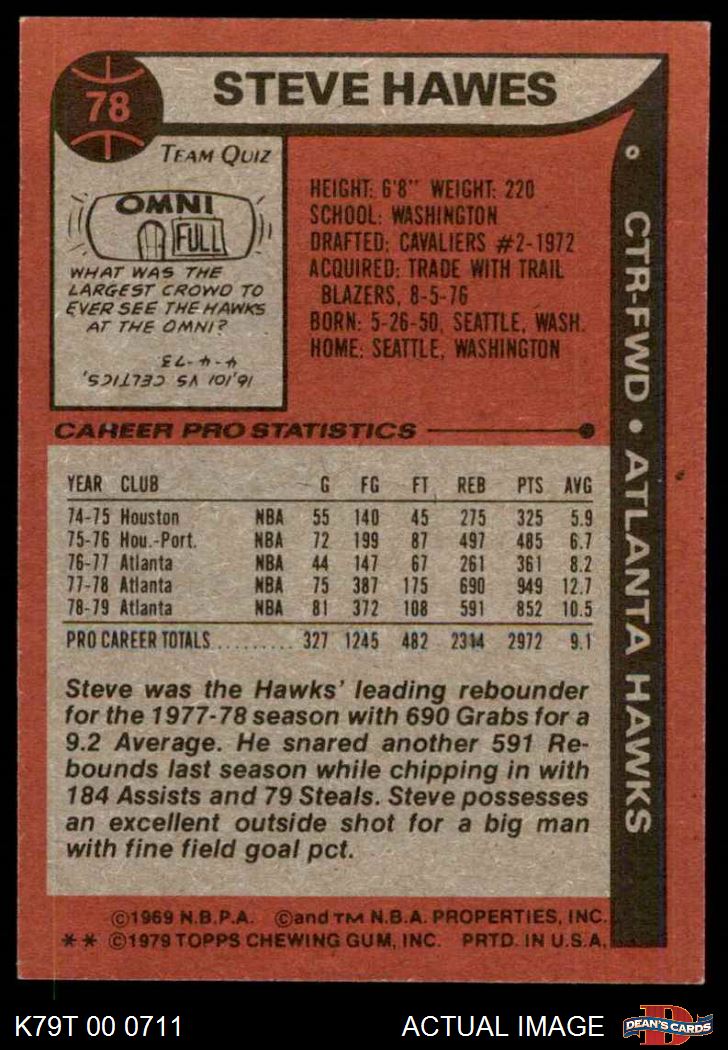 78
STEVE HAWES
TEAM QUIZ
OMNI
FULL
WHAT WAS THE
LARGEST CROWD TO
EVER SEE THE HAWKS
AT THE OMNI?
16,101 VS CELTICS,
4-4-73
HEIGHT: 6'8" WEIGHT: 220
SCHOOL: WASHINGTON
DRAFTED: CAVALIERS #2-1972
ACQUIRED: TRADE WITH TRAIL
BLAZERS, 8-5-76
BORN: 5-26-50, SEATTLE, WASH.
HOME: SEATTLE, WASHINGTON
CTR-FWD • ATLANTA HAWKS
CAREER PRO STATISTICS
YEAR CLUB G FG FT REB PTS AVG
74-75 Houston NBA 55 140 45 275 325 5.9
75-76 Hou.-Port. NBA 72 199 87 497 485 6.7
76-77 Atlanta NBA 44 147 67 261 361 8.2
77-78 Atlanta NBA 75 387 175 690 949 12.7
78-79 Atlanta NBA 81 372 108 591 852 10.5
PRO CAREER TOTALS.......... 327 1245 482 2314 2972 9.1
Steve was the Hawks' leading rebounder
for the 1977-78 season with 690 Grabs for a
9.2 Average. He snared another 591 Re-
bounds last season while chipping in with
184 Assists and 79 Steals. Steve possesses
an excellent outside shot for a big man
with fine field goal pct.
©1969 N.B.P.A. ©and TM N.B.A. PROPERTIES, INC.
** ©1979 TOPPS CHEWING GUM, INC. PRTD. IN U.S.A.
K79T 00 0711 ACTUAL IMAGE
D
DEAN'S CARDS